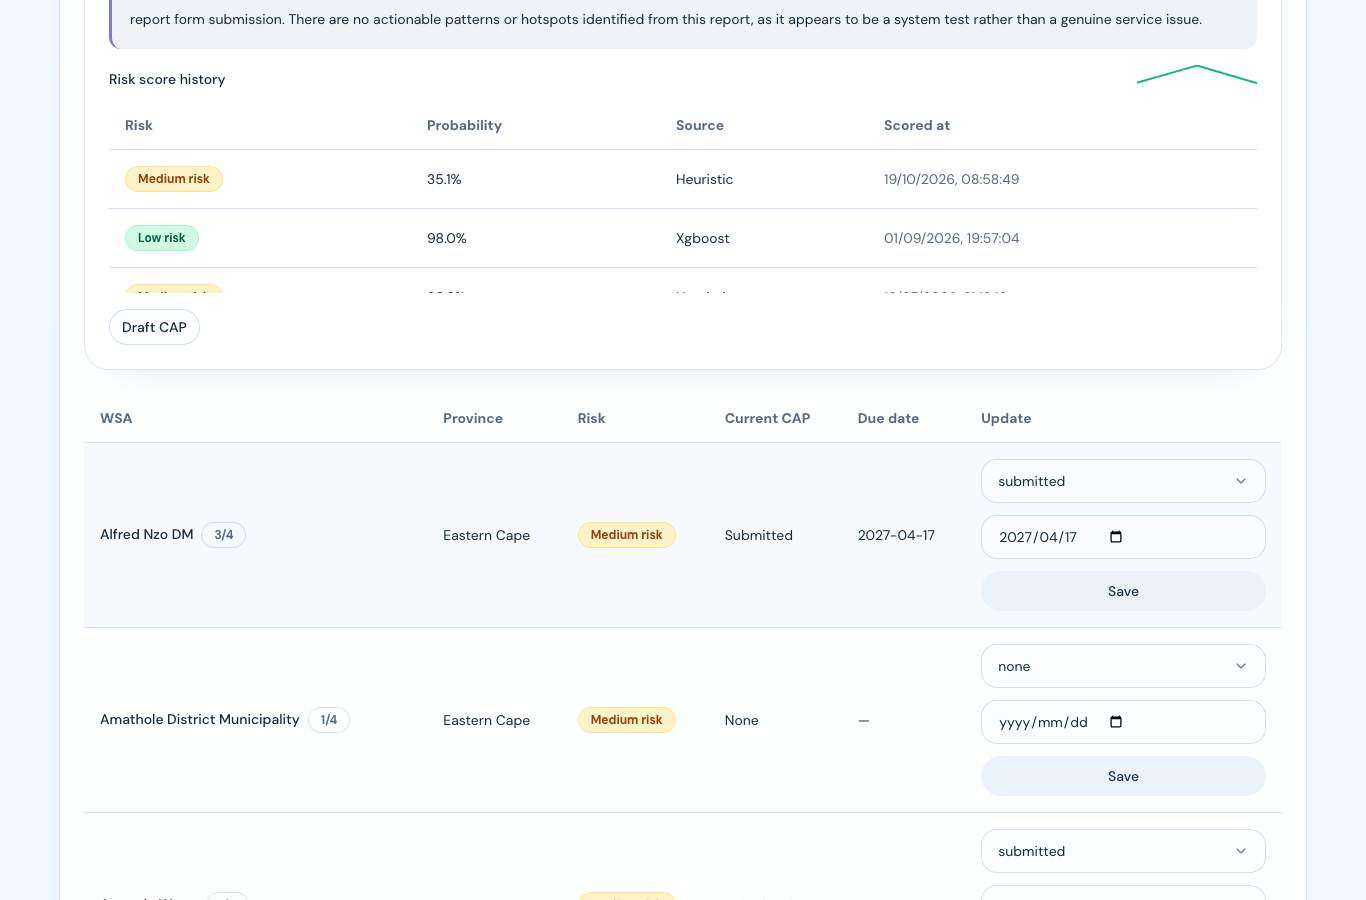 report form submission. There are no actionable patterns or hotspots identified from this report, as it appears to be a system test rather than a genuine service issue.
Risk score history
Risk Probability Source Scored at
Medium risk 35.1% Heuristic 19/10/2026, 08:58:49
Low risk 98.0% Xgboost 01/09/2026, 19:57:04
Draft CAP
WSA Province Risk Current CAP Due date Update
submitted
Alfred Nzo DM 3/4 Eastern Cape Medium risk Submitted 2027-04-17 2027/04/17
Save
none
Amathole District Municipality 1/4 Eastern Cape Medium risk None — yyyy/mm/dd
Save
submitted